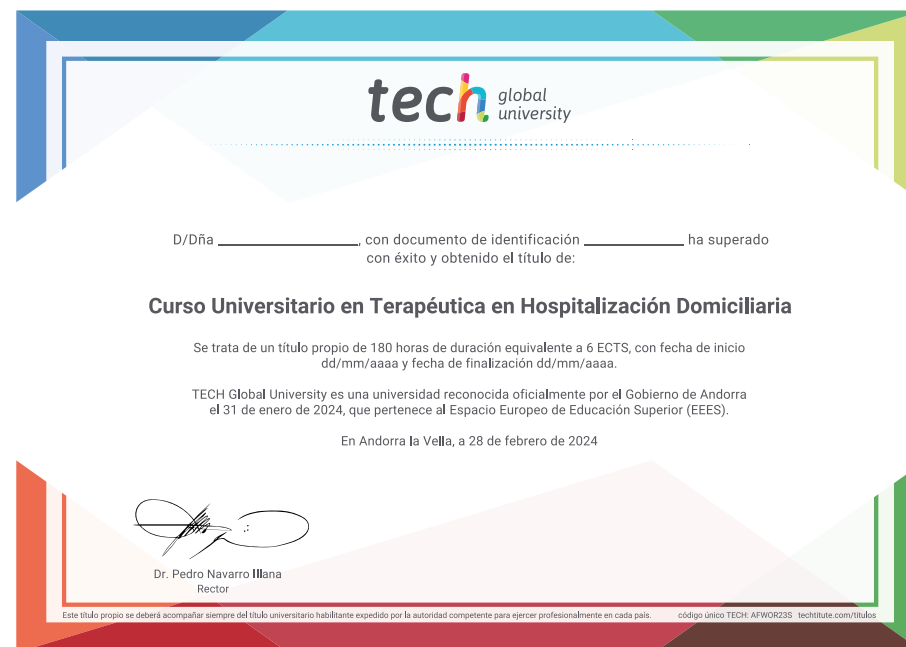 tech global university
D/Dña ____________________, con documento de identificación ______________ ha superado
con éxito y obtenido el título de:
Curso Universitario en Terapéutica en Hospitalización Domiciliaria
Se trata de un título propio de 180 horas de duración equivalente a 6 ECTS, con fecha de inicio
dd/mm/aaaa y fecha de finalización dd/mm/aaaa.
TECH Global University es una universidad reconocida oficialmente por el Gobierno de Andorra
el 31 de enero de 2024, que pertenece al Espacio Europeo de Educación Superior (EEES).
En Andorra la Vella, a 28 de febrero de 2024
Dr. Pedro Navarro Illana
Rector
Este título propio se deberá acompañar siempre del título universitario habilitante expedido por la autoridad competente para ejercer profesionalmente en cada país. código único TECH: AFWOR23S techtitute.com/titulos